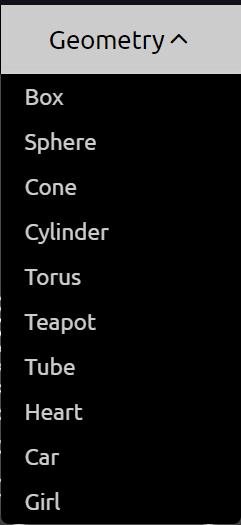 Geometry
Box
Sphere
Cone
Cylinder
Torus
Teapot
Tube
Heart
Car
Girl